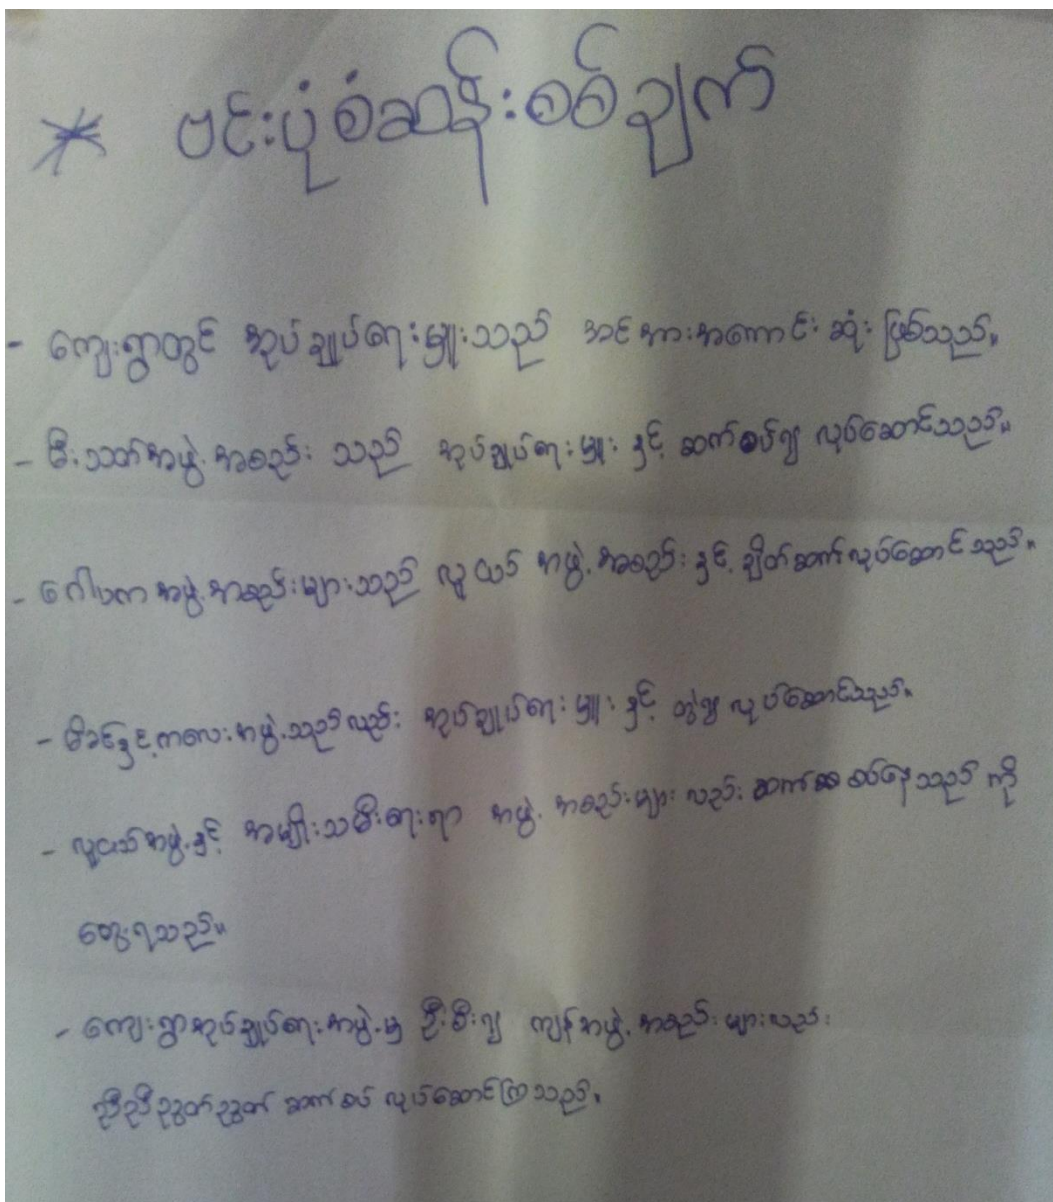 * ဗင်းပုံစံဆန်းစစ်ချက်
- ကျေးရွာတွင် အုပ်ချုပ်ရေးမှူးသည် အင်အားအကောင်းဆုံး ဖြစ်သည်။
- မီးသတ်အဖွဲ့အစည်း သည် အုပ်ချုပ်ရေးမှူး နှင့် ဆက်စပ်၍ လုပ်ဆောင်သည်။
- ဂေါပကအဖွဲ့အစည်းများသည် လူငယ် အဖွဲ့အစည်း နှင့် ချိတ်ဆက်လုပ်ဆောင်သည်။
- မိခင်နှင့်ကလေးအဖွဲ့သည်လည်း အုပ်ချုပ်ရေးမှူး နှင့် တွဲ၍ လုပ်ဆောင်သည်။
- လူငယ်အဖွဲ့နှင့် အမျိုးသမီးရေးရာ အဖွဲ့အစည်းများ လည်း ဆက်စပ်နေသည် ကို
တွေ့ရသည်။
- ကျေးရွာအုပ်ချုပ်ရေးအဖွဲ့မှ ဦးစီး၍ ကျန်အဖွဲ့အစည်းများလည်း
ညီညီညွတ်ညွတ် ဆက်စပ် လုပ်ဆောင်ကြသည်။